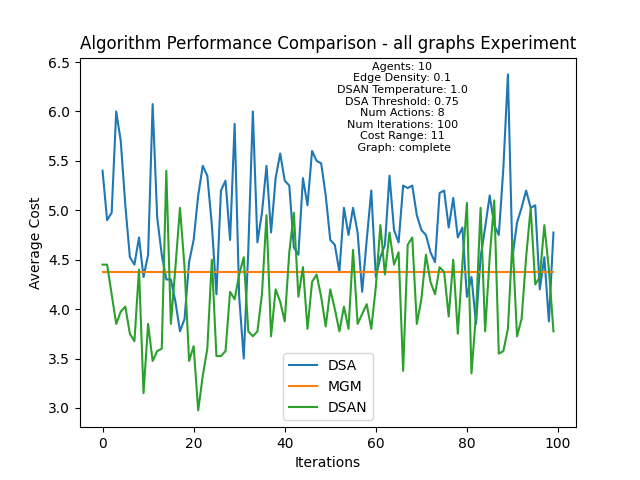 Algorithm Performance Comparison - all graphs Experiment
Agents: 10
Edge Density: 0.1
DSAN Temperature: 1.0
DSA Threshold: 0.75
Num Actions: 8
Num Iterations: 100
Cost Range: 11
Graph: complete
6.5
6.0
5.5
5.0
4.5
4.0
3.5
3.0
Average Cost
DSA
MGM
DSAN
0
20
40
60
80
100
Iterations